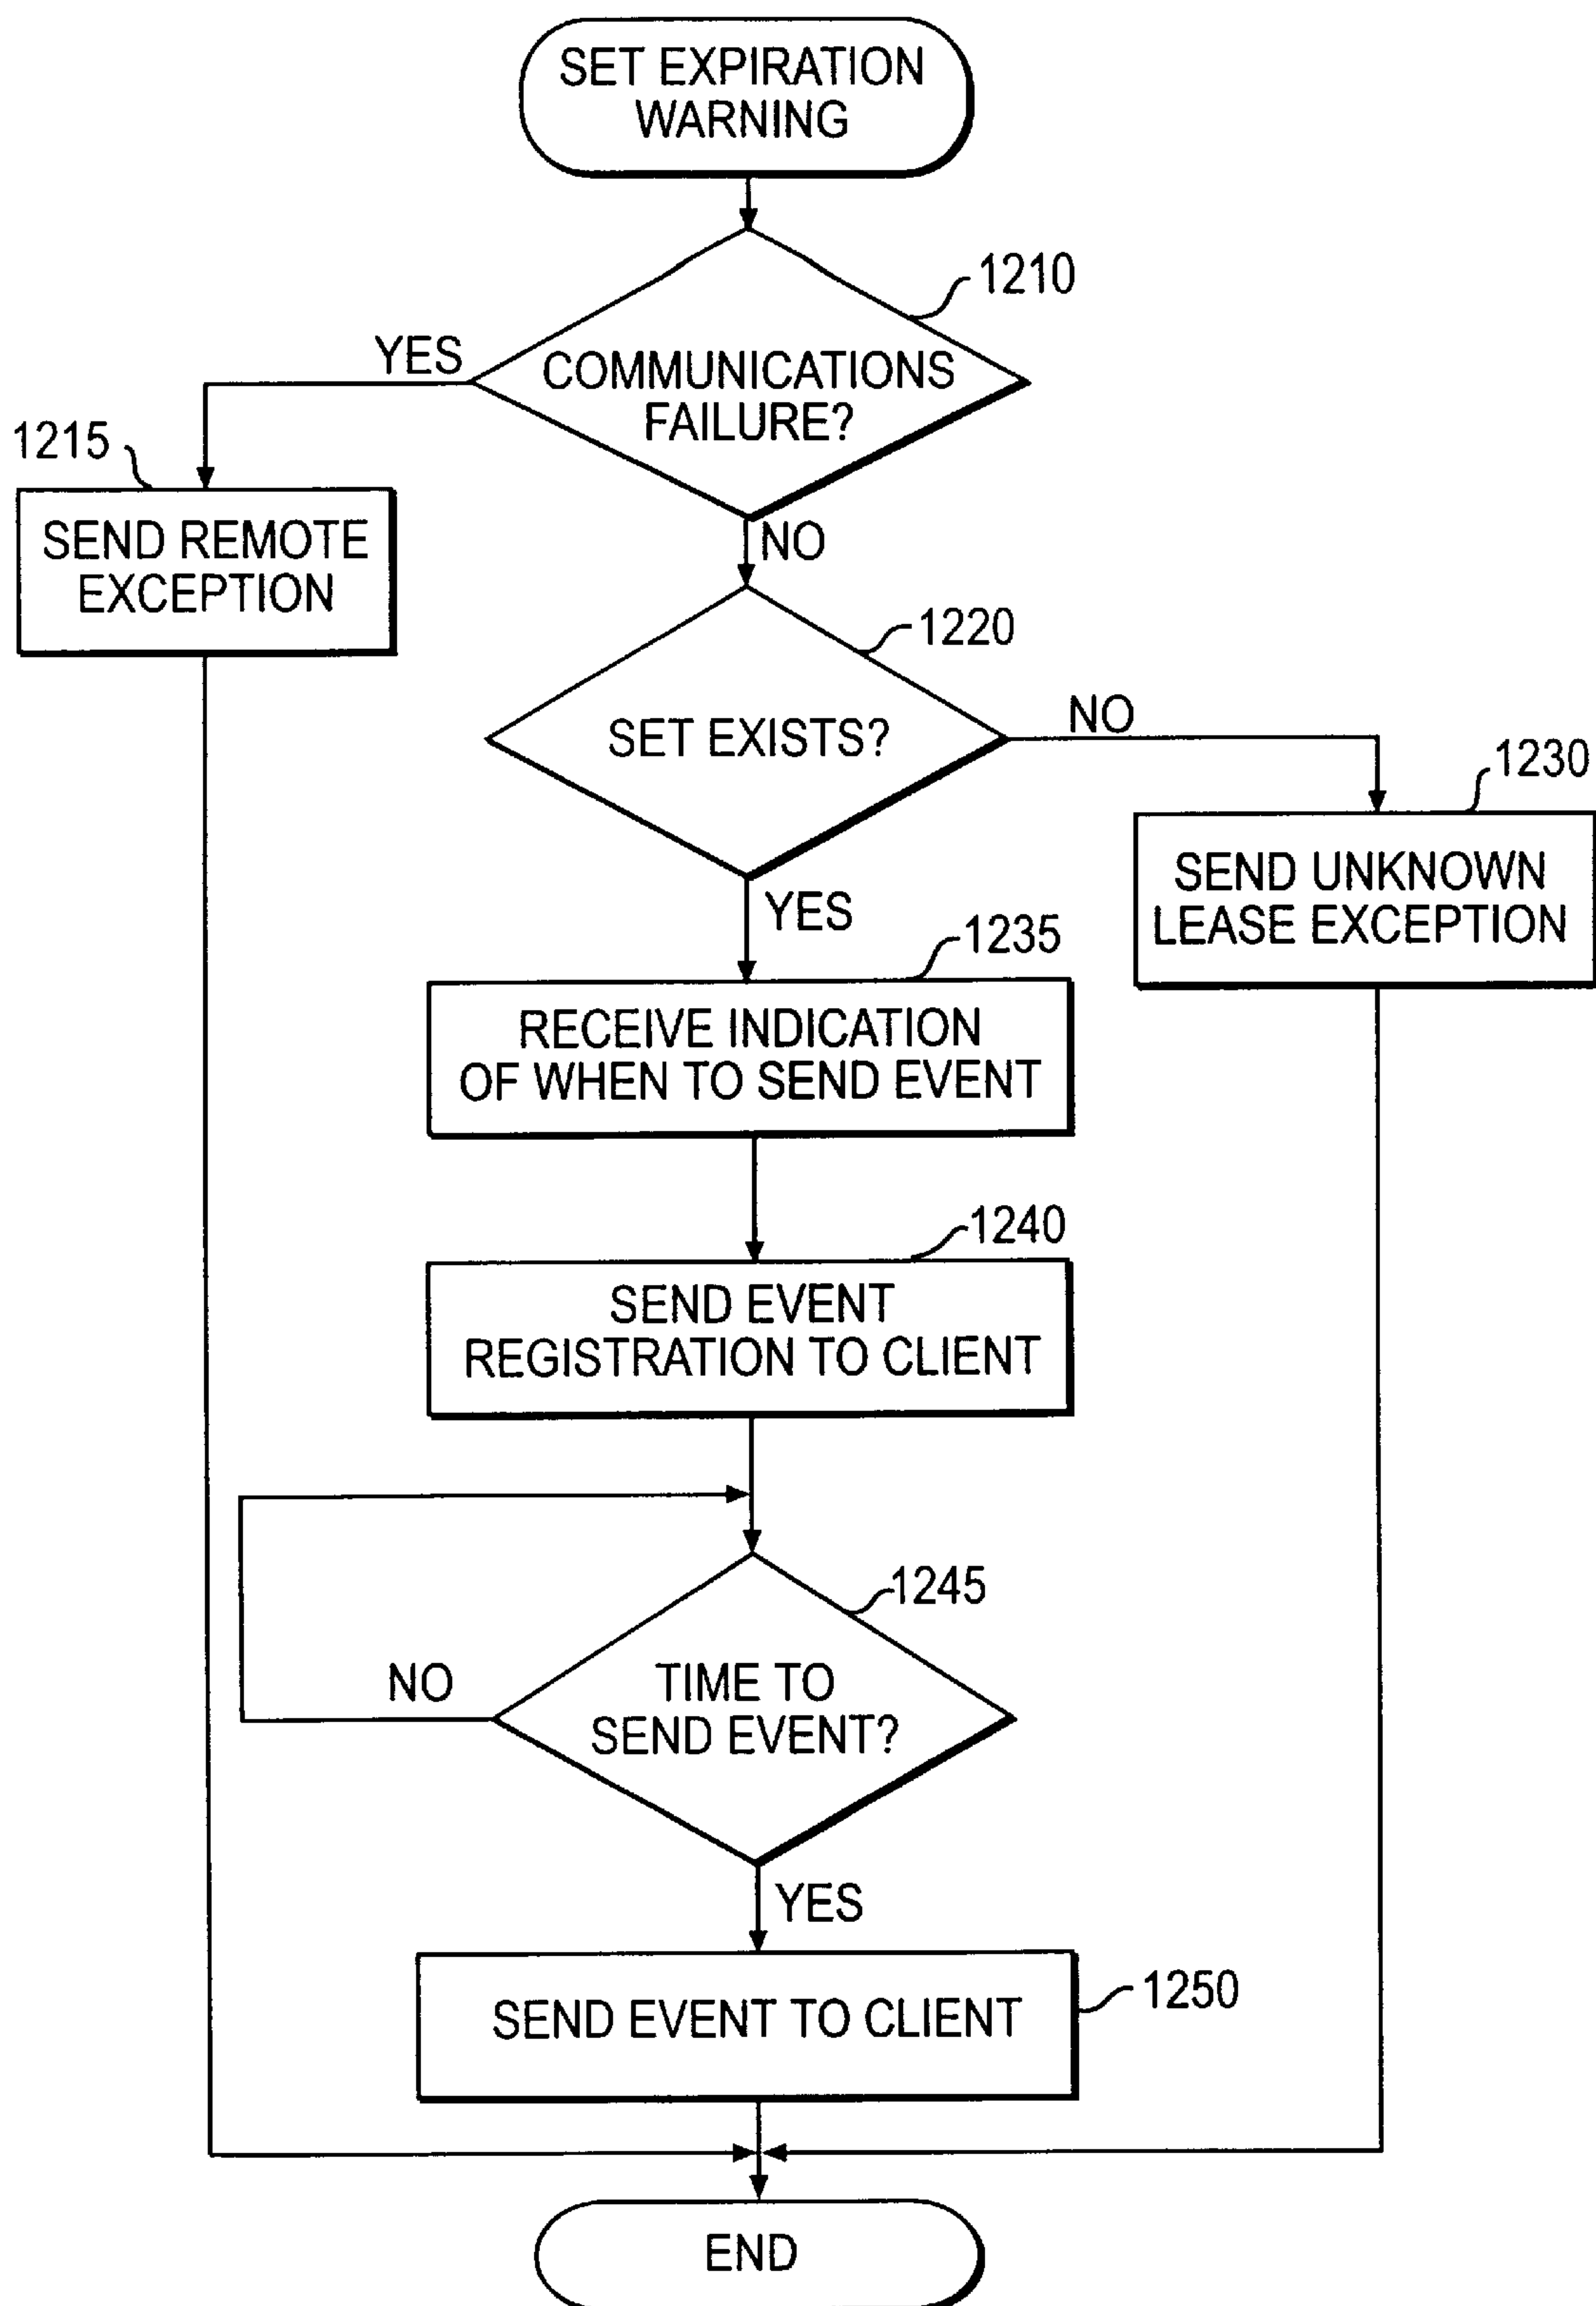 SET EXPIRATION
WARNING
1210
YES
COMMUNICATIONS
FAILURE?
1215
NO
SEND REMOTE
EXCEPTION
1220
SET EXISTS?
NO
1230
SEND UNKNOWN
LEASE EXCEPTION
YES
1235
RECEIVE INDICATION
OF WHEN TO SEND EVENT
1240
SEND EVENT
REGISTRATION TO CLIENT
1245
NO
TIME TO
SEND EVENT?
YES
1250
SEND EVENT TO CLIENT
END